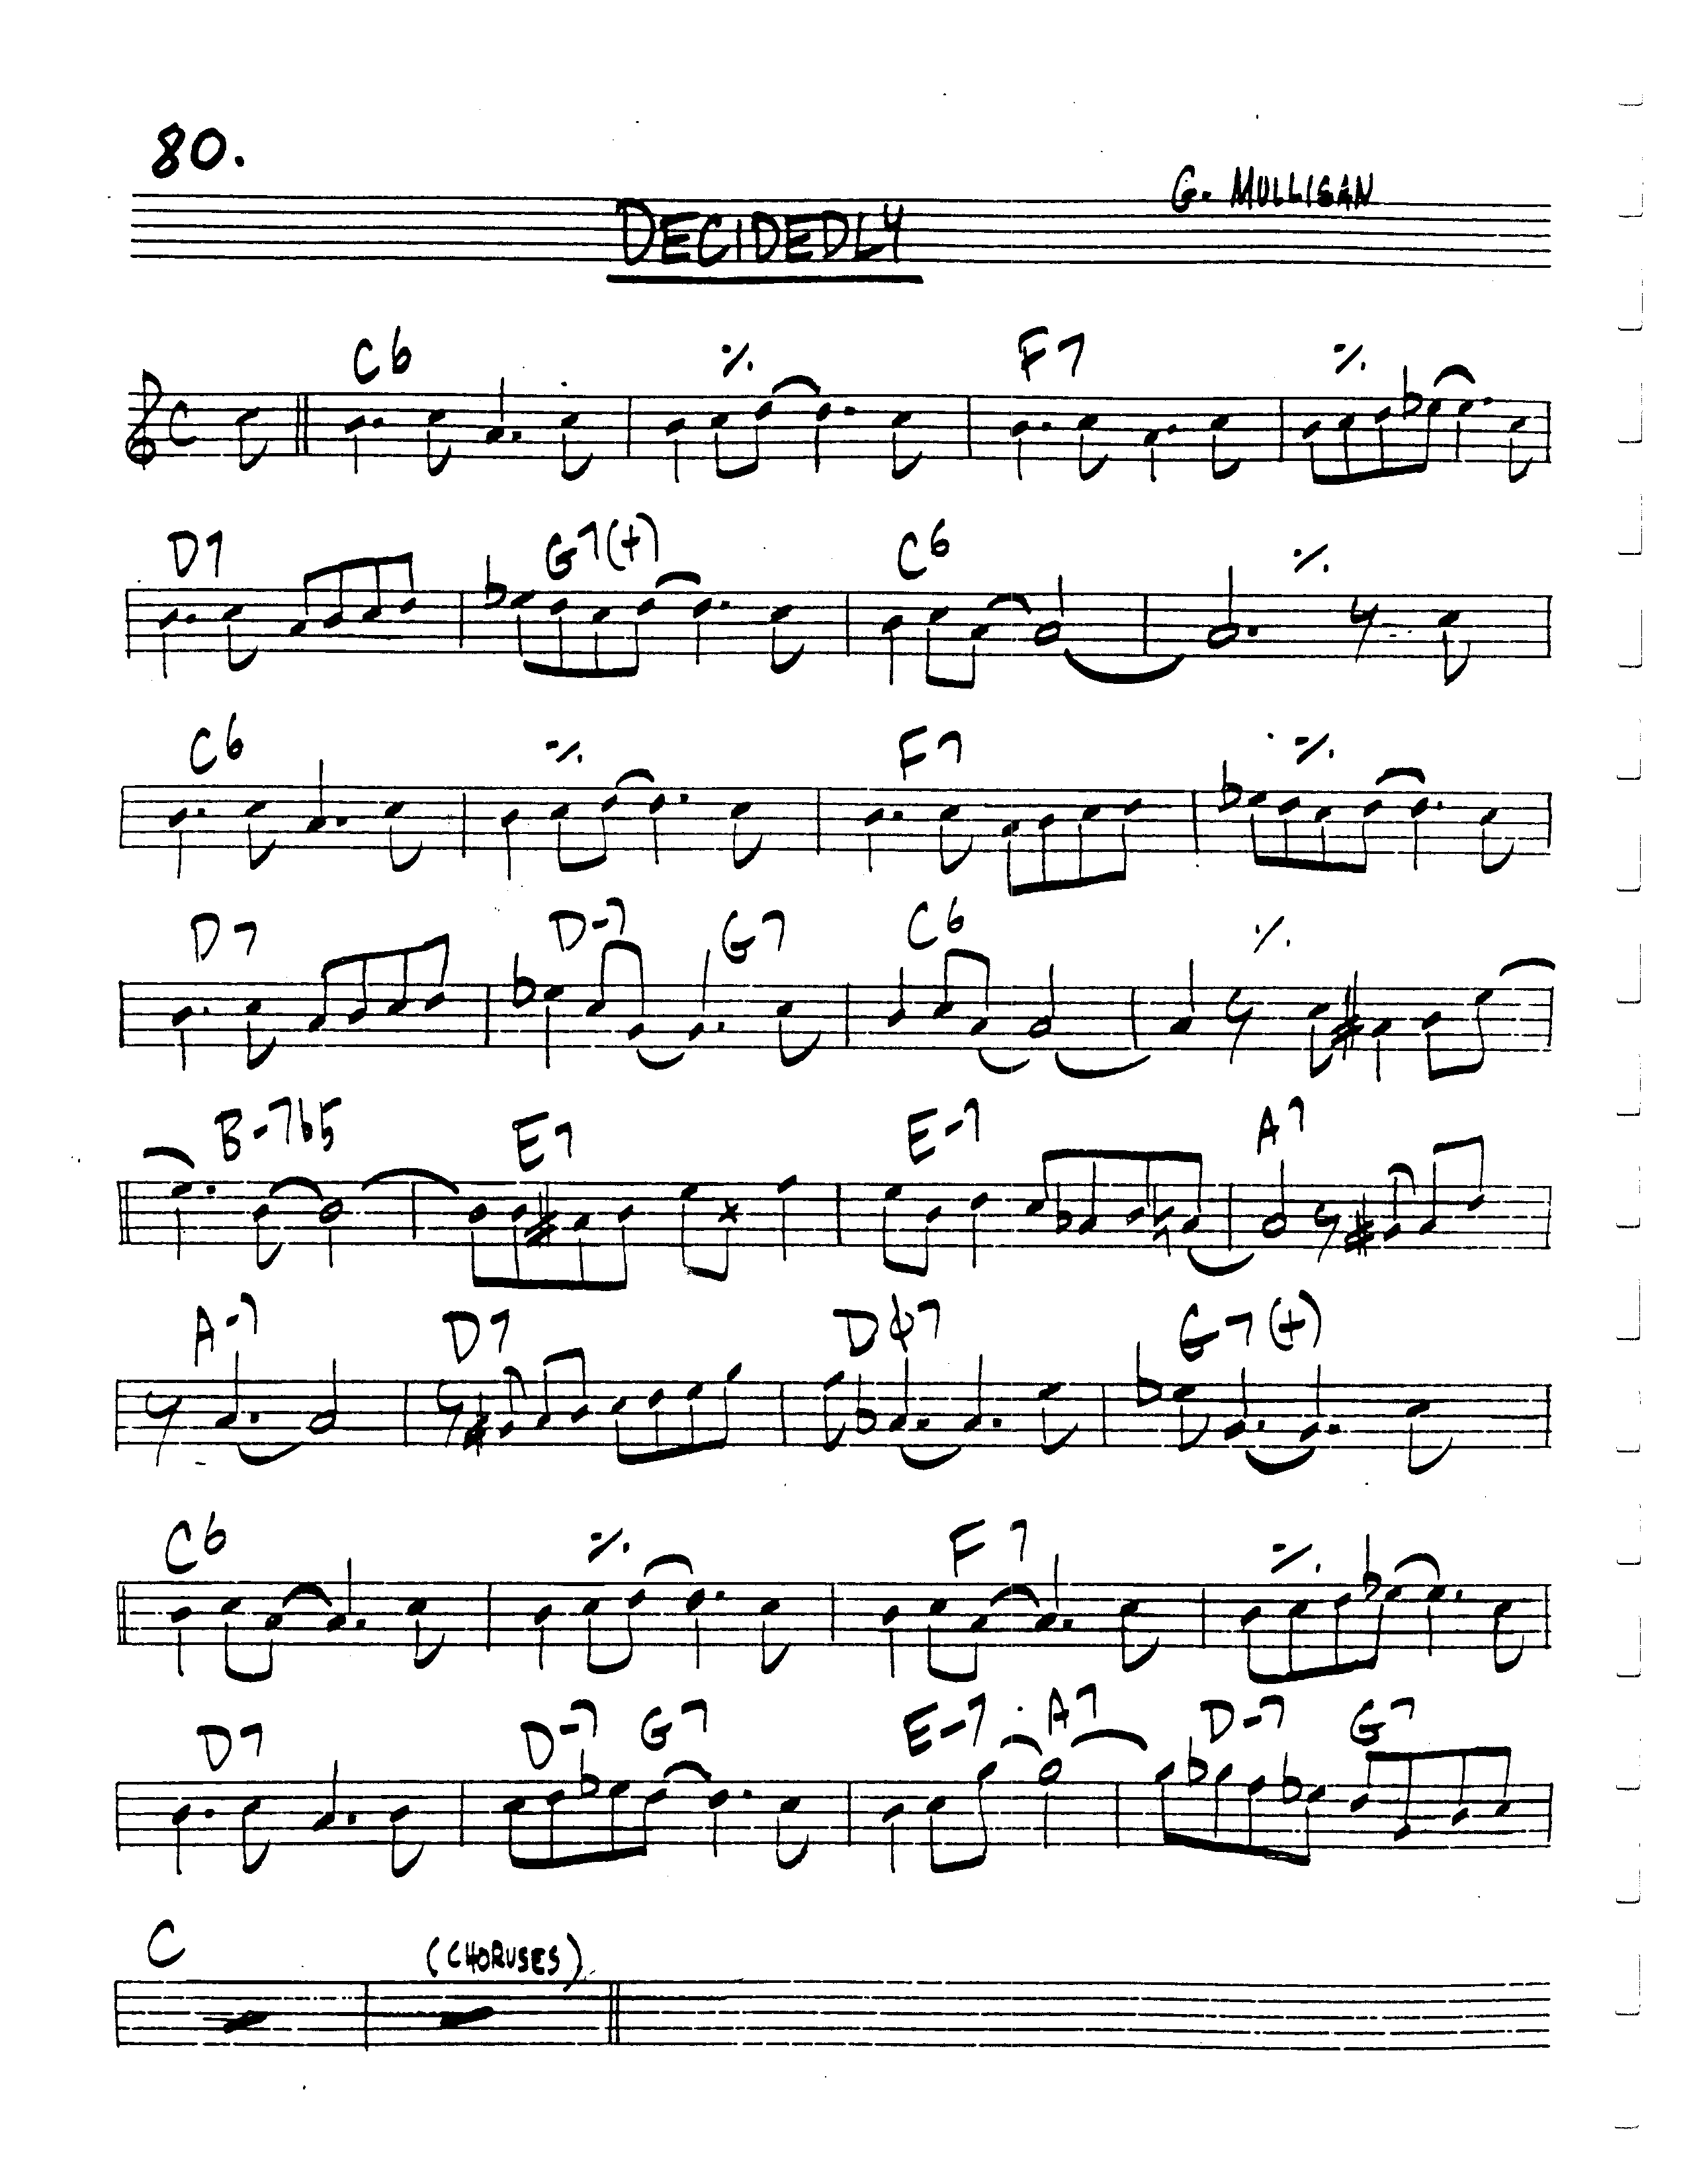 80.
G. MULLIGAN
DECIDEDLY
C6 ٪ F7 ٪
D7 G7(+) C6 ٪
C6 ٪ F7 ٪
D7 D-7 G7 C6 ٪
B-7b5 E7 E-7 A7
A-7 D7 Dø7 G7(+)
C6 ٪ F7 ٪
D7 D-7 G7 E-7 A7 D-7 G7
C (CHORUSES)